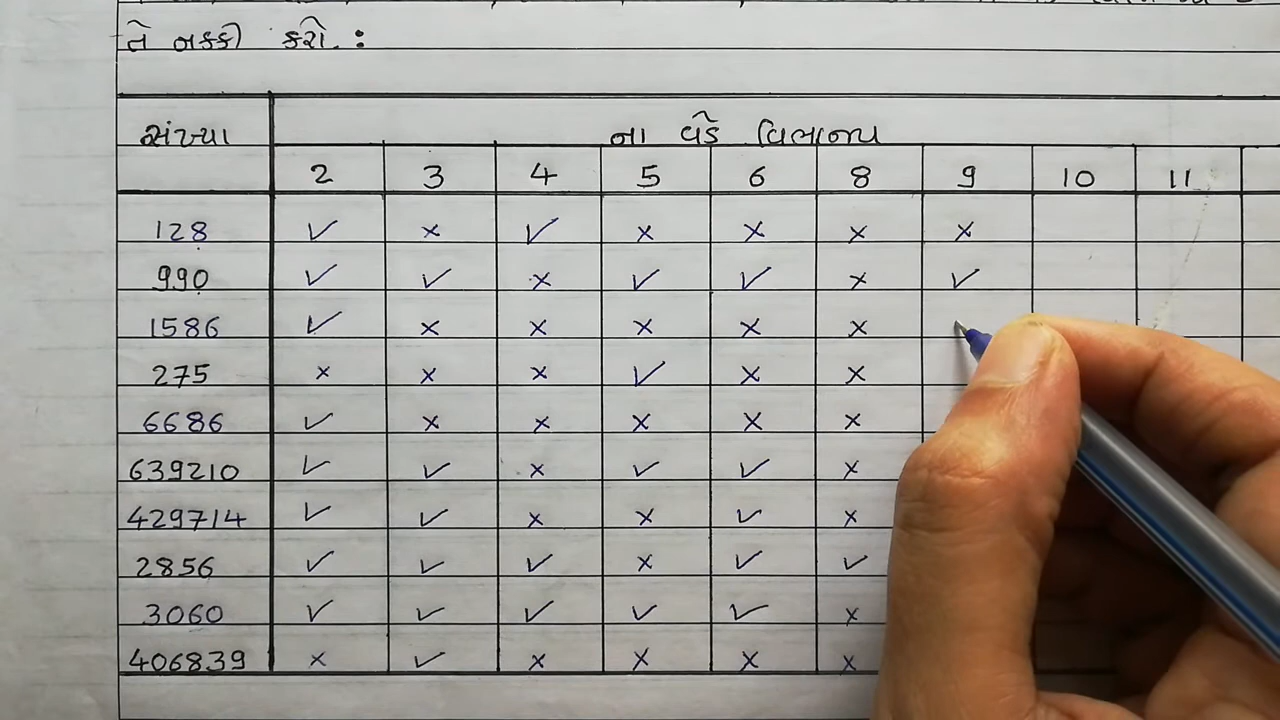 તે નક્કી કરો. :
સંખ્યા ના વડે વિભાજ્ય
2 3 4 5 6 8 9 10 11
128 ✓ × ✓ × × × ×
990 ✓ ✓ × ✓ ✓ × ✓
1586 ✓ × × × × ×
275 × × × ✓ × ×
6686 ✓ × × × × ×
639210 ✓ ✓ × ✓ ✓ ×
429714 ✓ ✓ × × ✓ ×
2856 ✓ ✓ ✓ × ✓ ✓
3060 ✓ ✓ ✓ ✓ ✓ ×
406839 × ✓ × × × ×